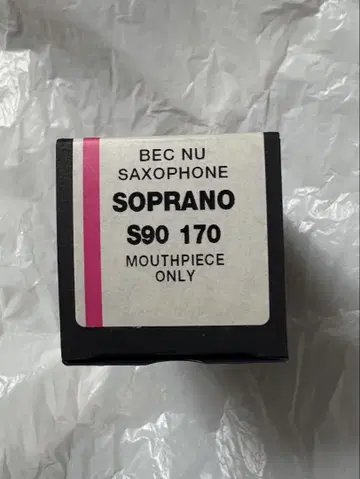 BEC NU
SAXOPHONE
SOPRANO
S90 170
MOUTHPIECE
ONLY